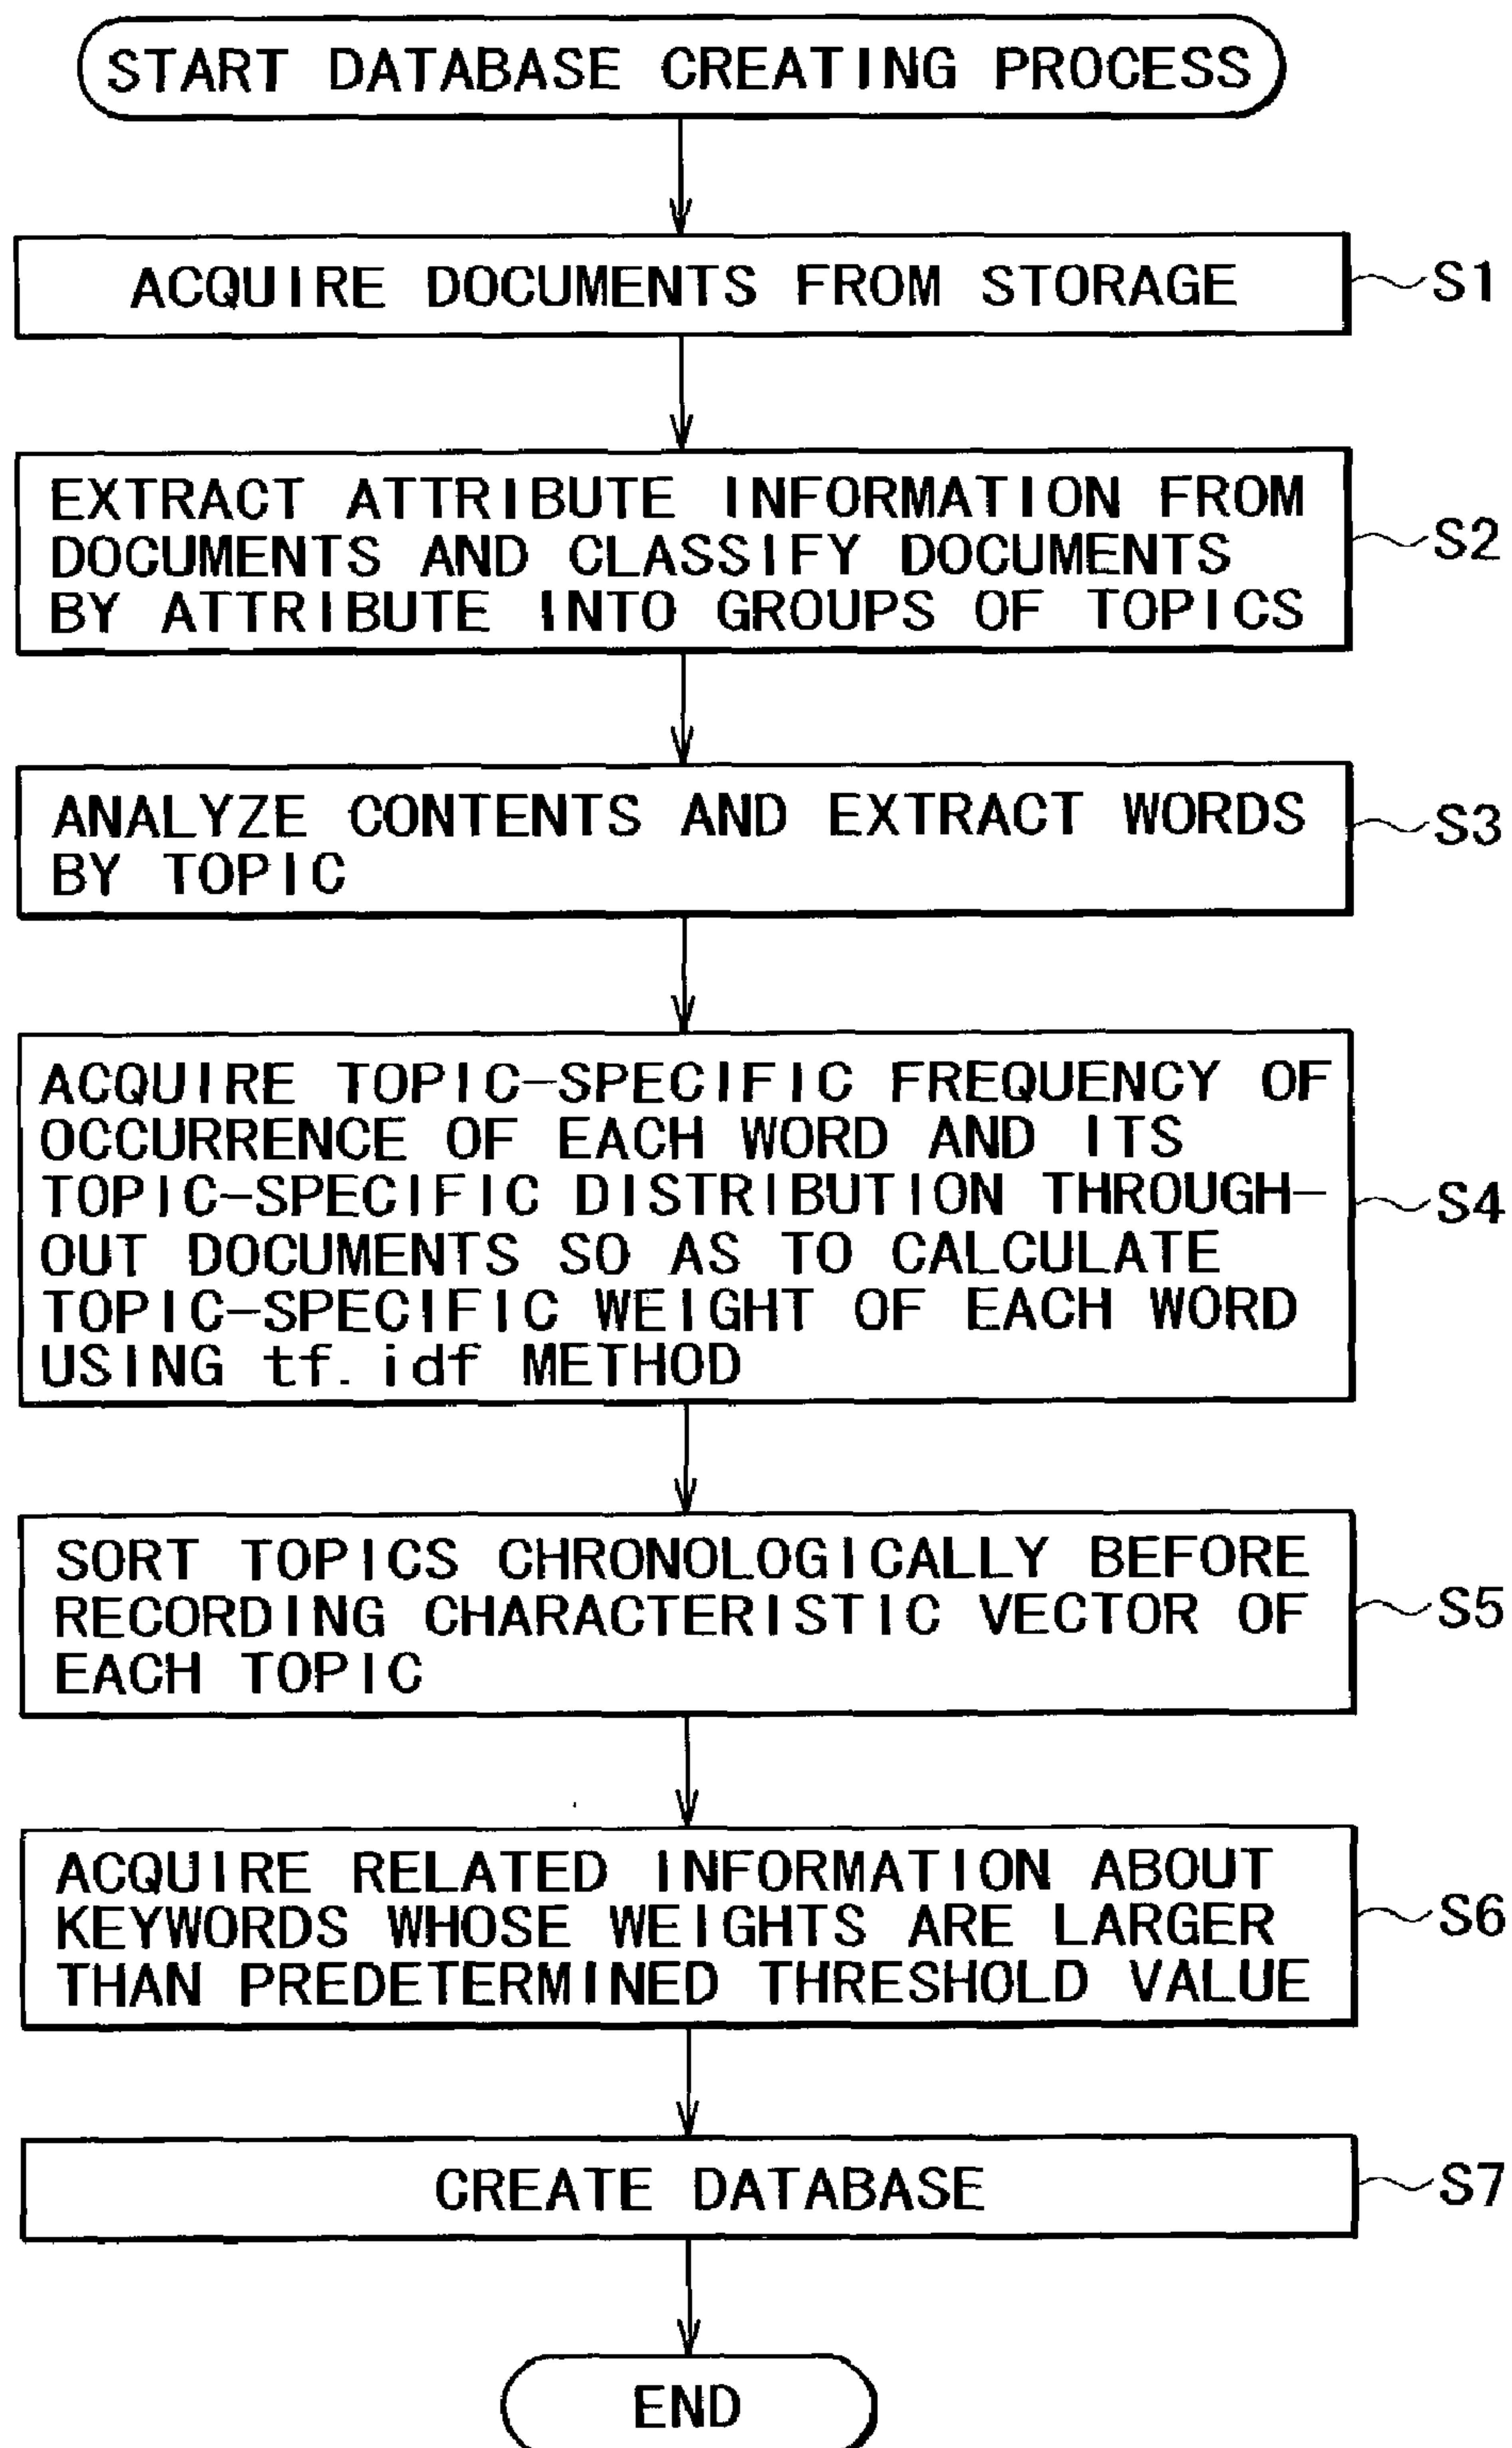 START DATABASE CREATING PROCESS
ACQUIRE DOCUMENTS FROM STORAGE
S1
EXTRACT ATTRIBUTE INFORMATION FROM
DOCUMENTS AND CLASSIFY DOCUMENTS
BY ATTRIBUTE INTO GROUPS OF TOPICS
S2
ANALYZE CONTENTS AND EXTRACT WORDS
BY TOPIC
S3
ACQUIRE TOPIC-SPECIFIC FREQUENCY OF
OCCURRENCE OF EACH WORD AND ITS
TOPIC-SPECIFIC DISTRIBUTION THROUGH-
OUT DOCUMENTS SO AS TO CALCULATE
TOPIC-SPECIFIC WEIGHT OF EACH WORD
USING tf. idf METHOD
S4
SORT TOPICS CHRONOLOGICALLY BEFORE
RECORDING CHARACTERISTIC VECTOR OF
EACH TOPIC
S5
ACQUIRE RELATED INFORMATION ABOUT
KEYWORDS WHOSE WEIGHTS ARE LARGER
THAN PREDETERMINED THRESHOLD VALUE
S6
CREATE DATABASE
S7
END